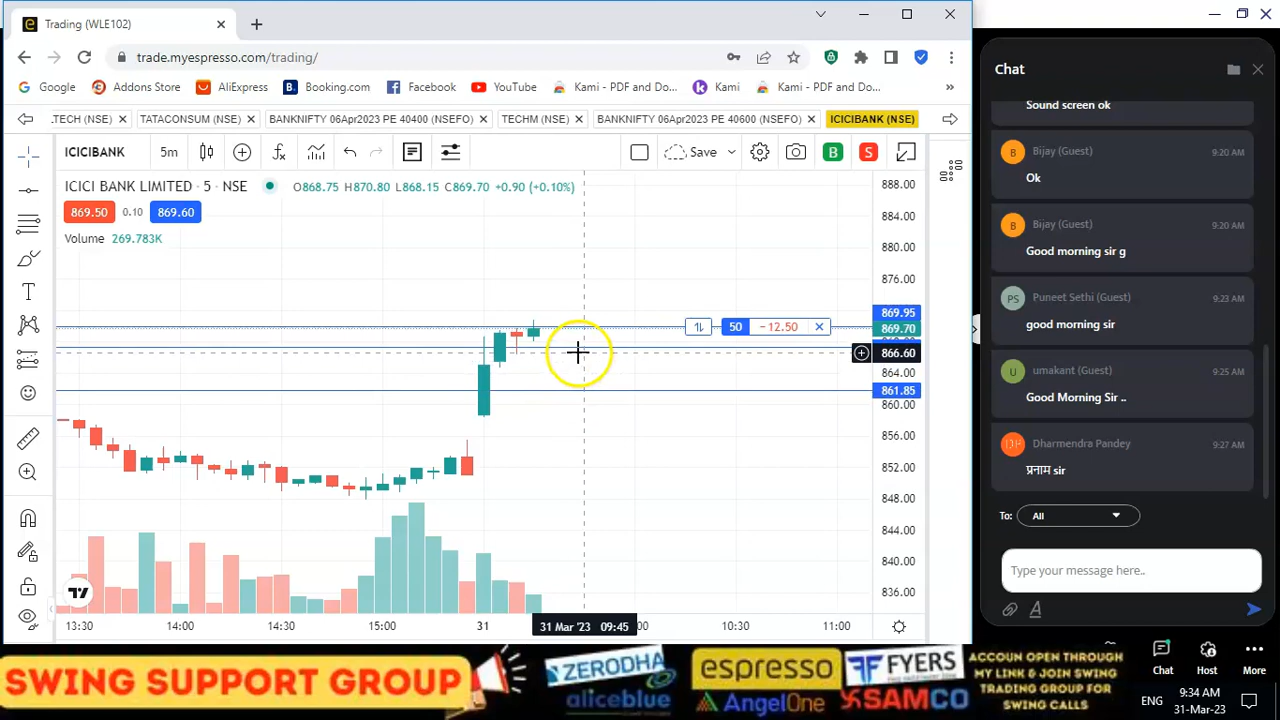 Trading (WLE102)
trade.myespresso.com/trading/
Google
Addons Store
AliExpress
Booking.com
Facebook
YouTube
Kami - PDF and Do...
Kami
Kami - PDF and Do...
.TECH (NSE)
TATACONSUM (NSE)
BANKNIFTY 06Apr2023 PE 40400 (NSEFO)
TECHM (NSE)
BANKNIFTY 06Apr2023 PE 40600 (NSEFO)
ICICIBANK (NSE)
ICICIBANK
5m
Save
B
S
ICICI BANK LIMITED · 5 · NSE
O868.75 H870.80 L868.15 C869.70 +0.90 (+0.10%)
869.50
0.10
869.60
Volume 269.783K
50
−12.50
888.00
884.00
880.00
876.00
869.95
869.70
866.60
864.00
861.85
860.00
856.00
852.00
848.00
844.00
840.00
836.00
13:30
14:00
14:30
15:00
31
31 Mar '23 09:45
10:30
11:00
Chat
Sound screen ok
B
Bijay (Guest)
9:20 AM
Ok
B
Bijay (Guest)
9:20 AM
Good morning sir g
PS
Puneet Sethi (Guest)
9:23 AM
good morning sir
U
umakant (Guest)
9:25 AM
Good Morning Sir ..
DP
Dharmendra Pandey
9:27 AM
प्रनाम sir
To:
All
Type your message here..
Chat
Host
More
ENG
9:34 AM
31-Mar-23
SWING SUPPORT GROUP
ZERODHA
aliceblue
espresso
AngelOne
FYERS
SAMCO
ACCOUN OPEN THROUGH
MY LINK & JOIN SWING
TRADING GROUP FOR
SWING CALLS